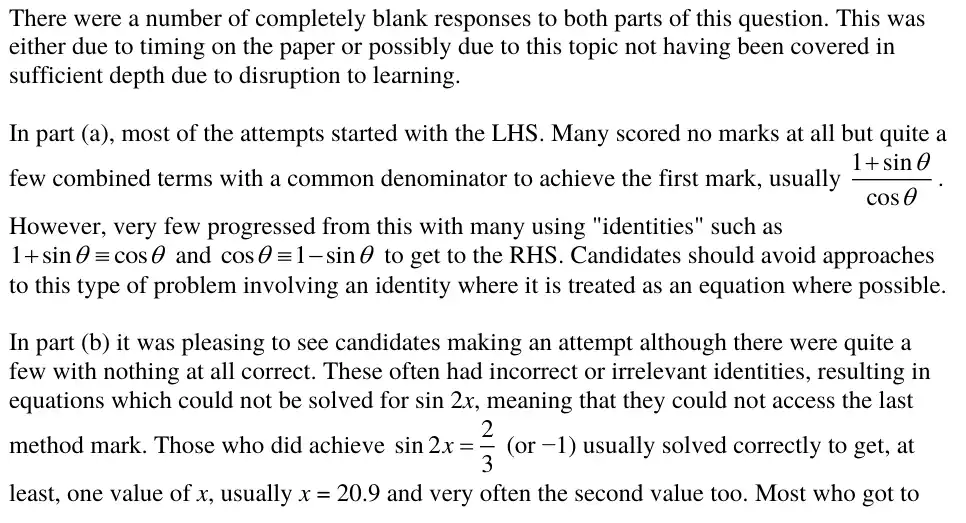 There were a number of completely blank responses to both parts of this question. This was
either due to timing on the paper or possibly due to this topic not having been covered in
sufficient depth due to disruption to learning.
In part (a), most of the attempts started with the LHS. Many scored no marks at all but quite a
few combined terms with a common denominator to achieve the first mark, usually (1+sin θ)/(cos θ).
However, very few progressed from this with many using "identities" such as
1+sin θ ≡ cos θ and cos θ ≡ 1−sin θ to get to the RHS. Candidates should avoid approaches
to this type of problem involving an identity where it is treated as an equation where possible.
In part (b) it was pleasing to see candidates making an attempt although there were quite a
few with nothing at all correct. These often had incorrect or irrelevant identities, resulting in
equations which could not be solved for sin 2x, meaning that they could not access the last
method mark. Those who did achieve sin 2x = 2/3 (or −1) usually solved correctly to get, at
least, one value of x, usually x = 20.9 and very often the second value too. Most who got to